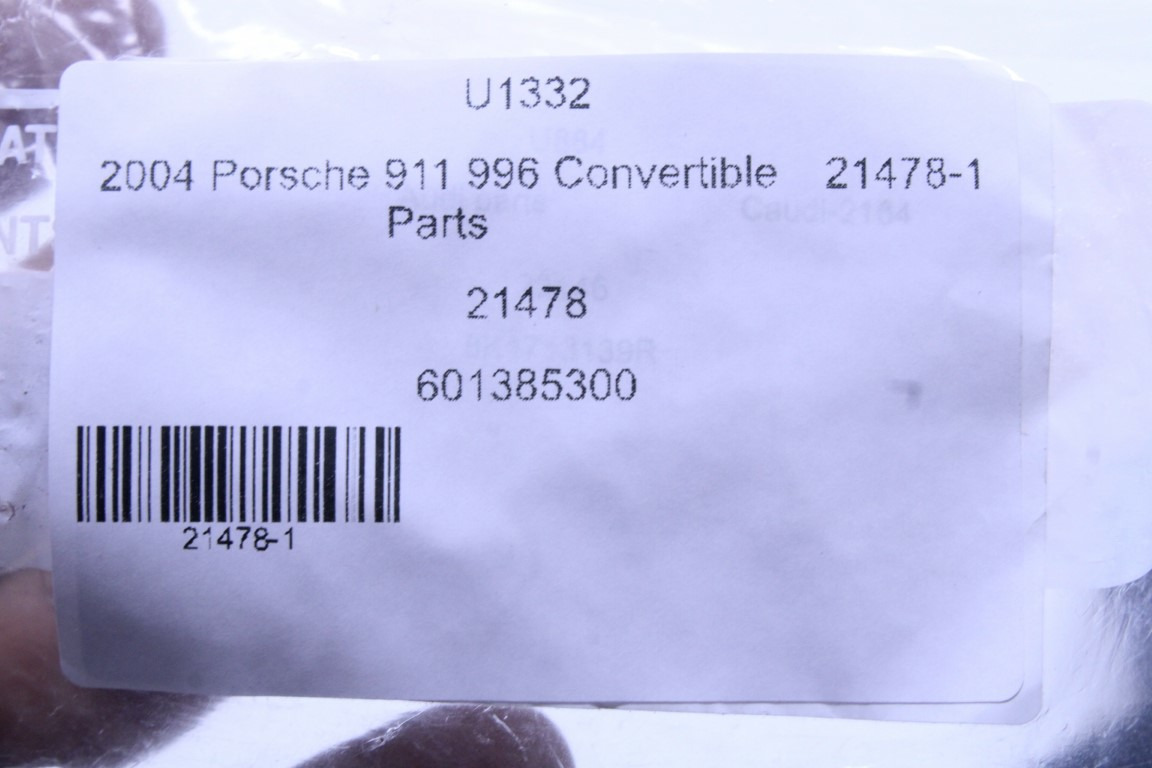 U1332
2004 Porsche 911 996 Convertible 21478-1
Parts
21478
601385300
21478-1